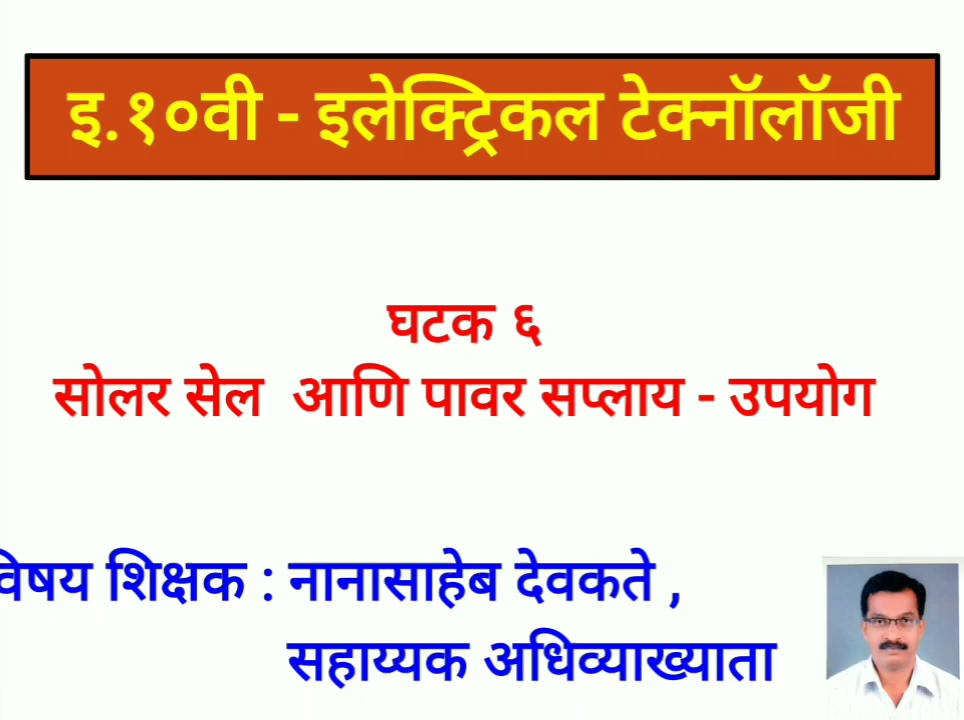 इ.१०वी - इलेक्ट्रिकल टेक्नॉलॉजी
घटक ६
सोलर सेल आणि पावर सप्लाय - उपयोग
विषय शिक्षक : नानासाहेब देवकते ,
सहाय्यक अधिव्याख्याता